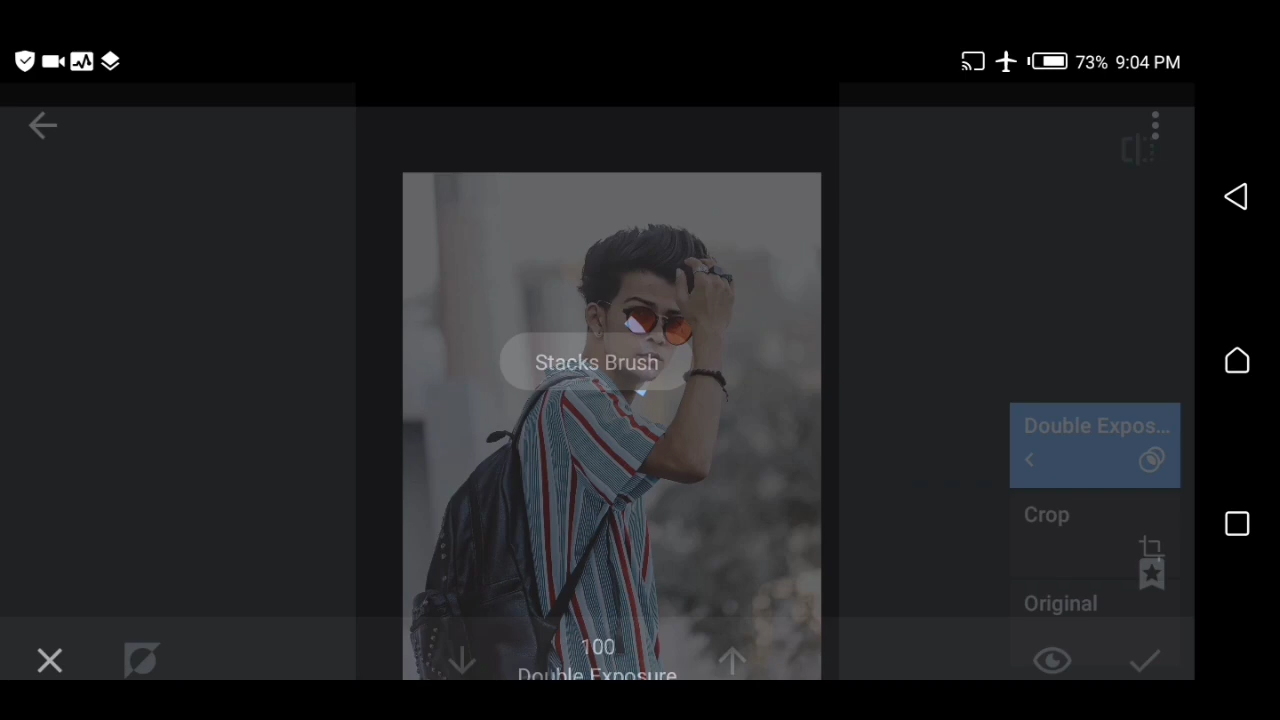 73% 9:04 PM
Stacks Brush
Double Expos...
Crop
Original
100
Double Exposure